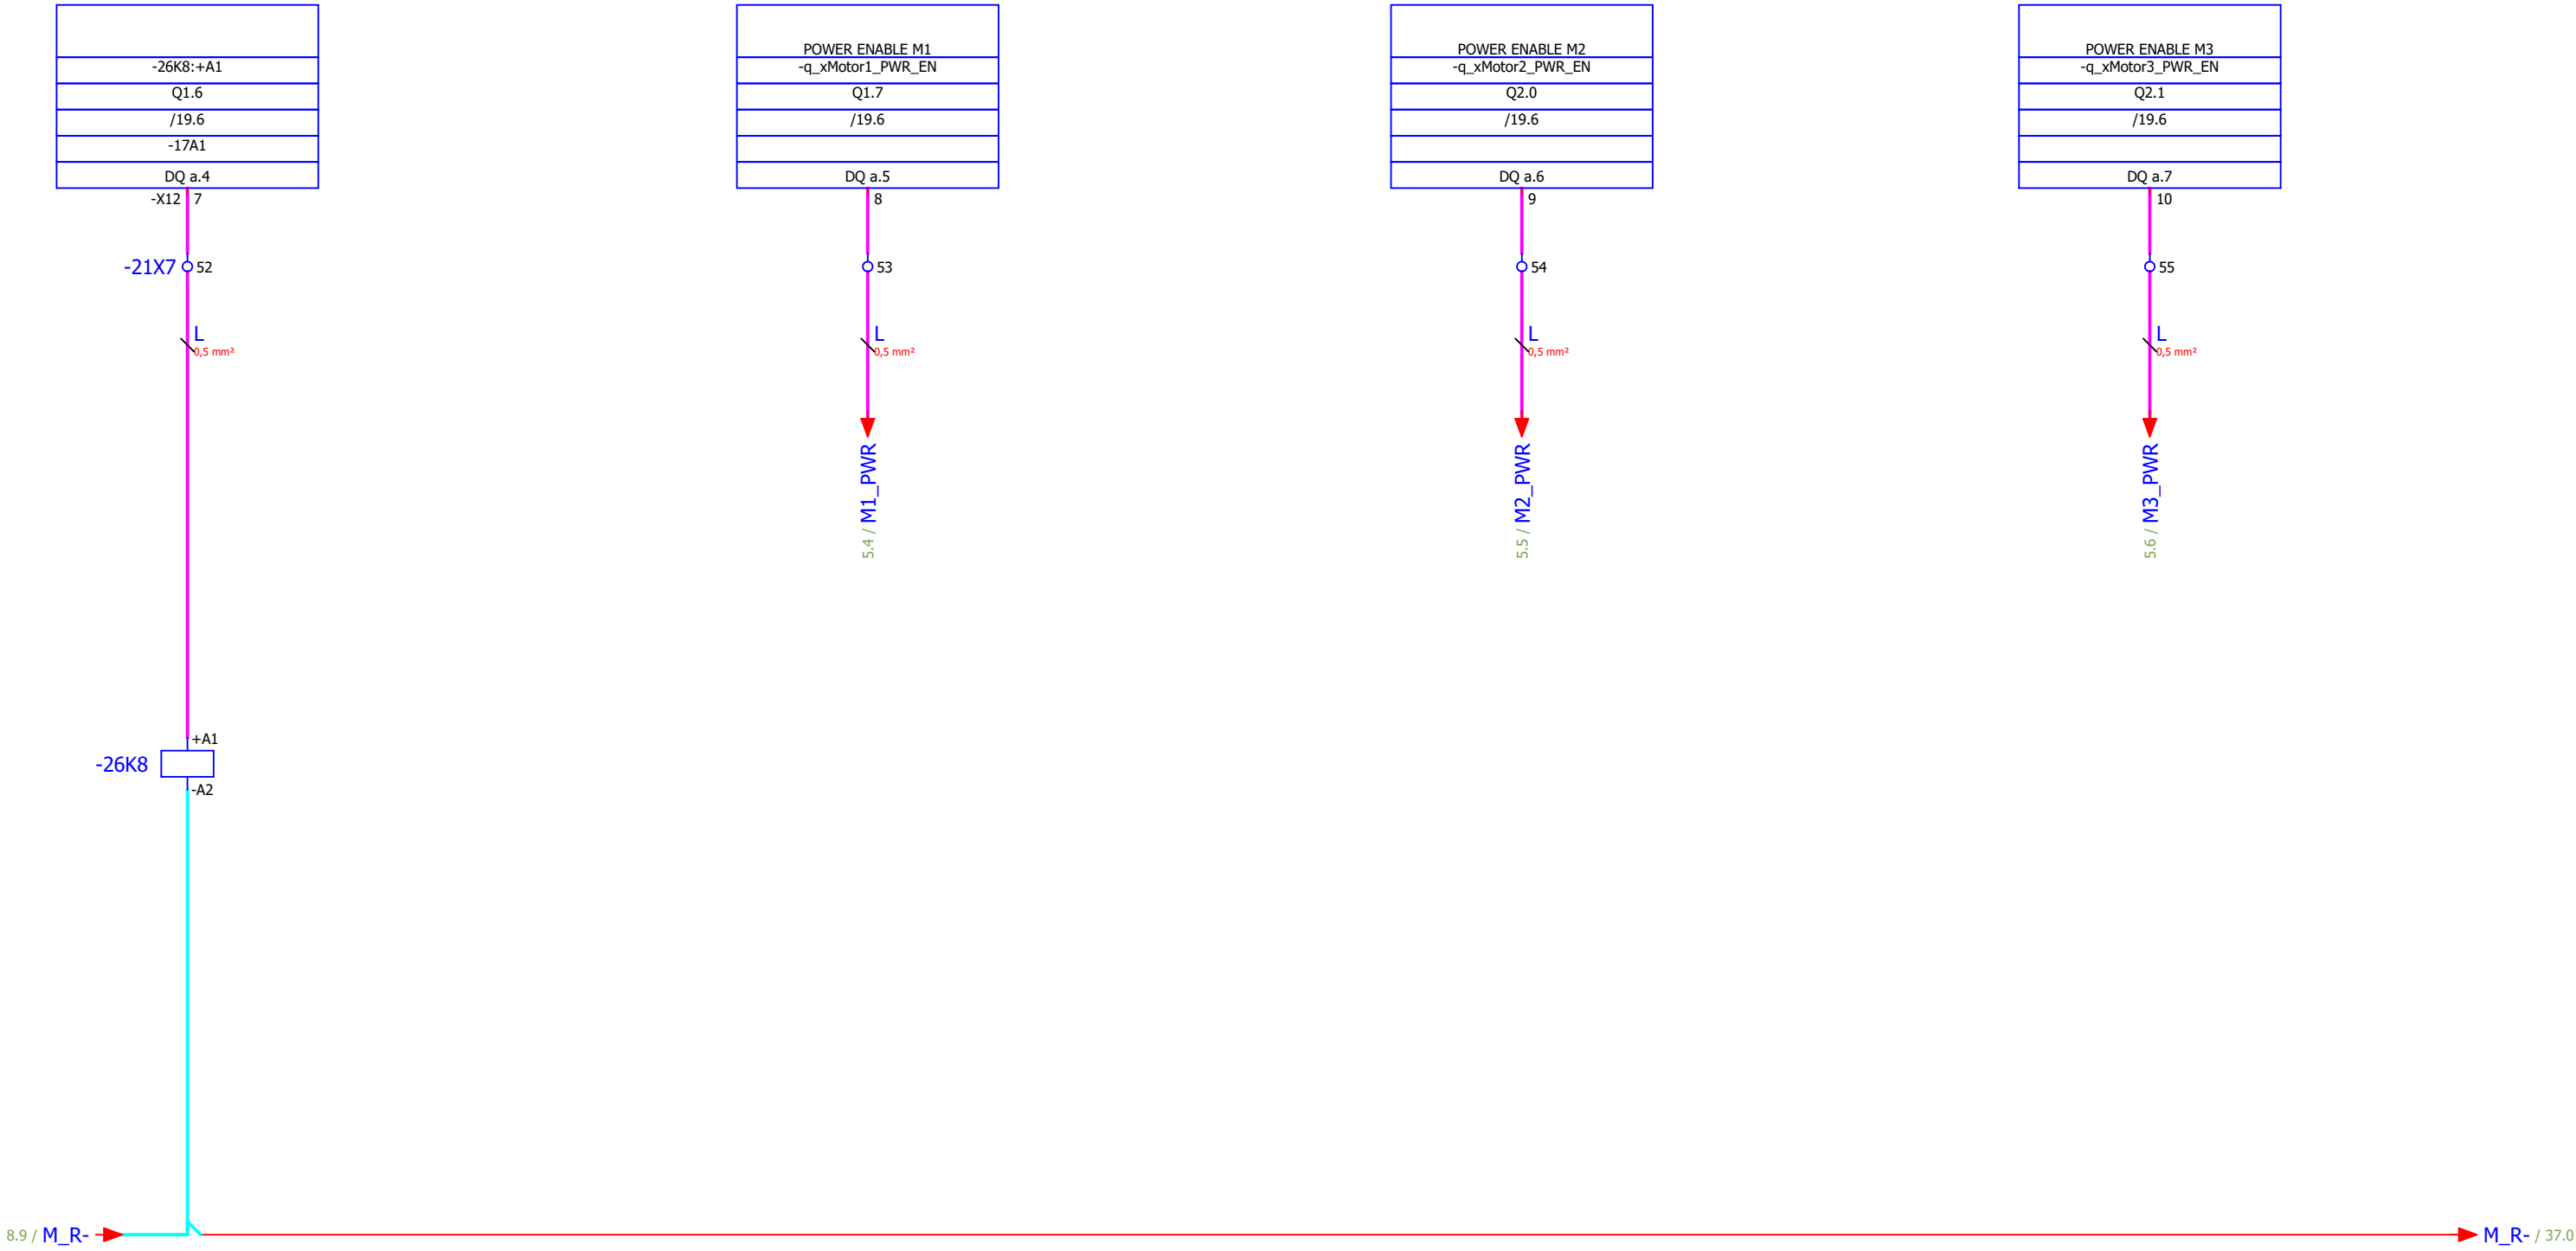 POWER ENABLE M1
POWER ENABLE M2
POWER ENABLE M3
-26K8:+A1
-q_xMotor1_PWR_EN
-q_xMotor2_PWR_EN
-q_xMotor3_PWR_EN
Q1.6
Q1.7
Q2.0
Q2.1
/19.6
/19.6
/19.6
/19.6
-17A1
DQ a.4
DQ a.5
DQ a.6
DQ a.7
-X12 7
8
9
10
-21X7 52
53
54
55
L
0,5 mm²
L
0,5 mm²
L
0,5 mm²
L
0,5 mm²
5.4 / M1_PWR
5.5 / M2_PWR
5.6 / M3_PWR
+A1
-26K8
-A2
8.9 / M_R-
M_R- / 37.0